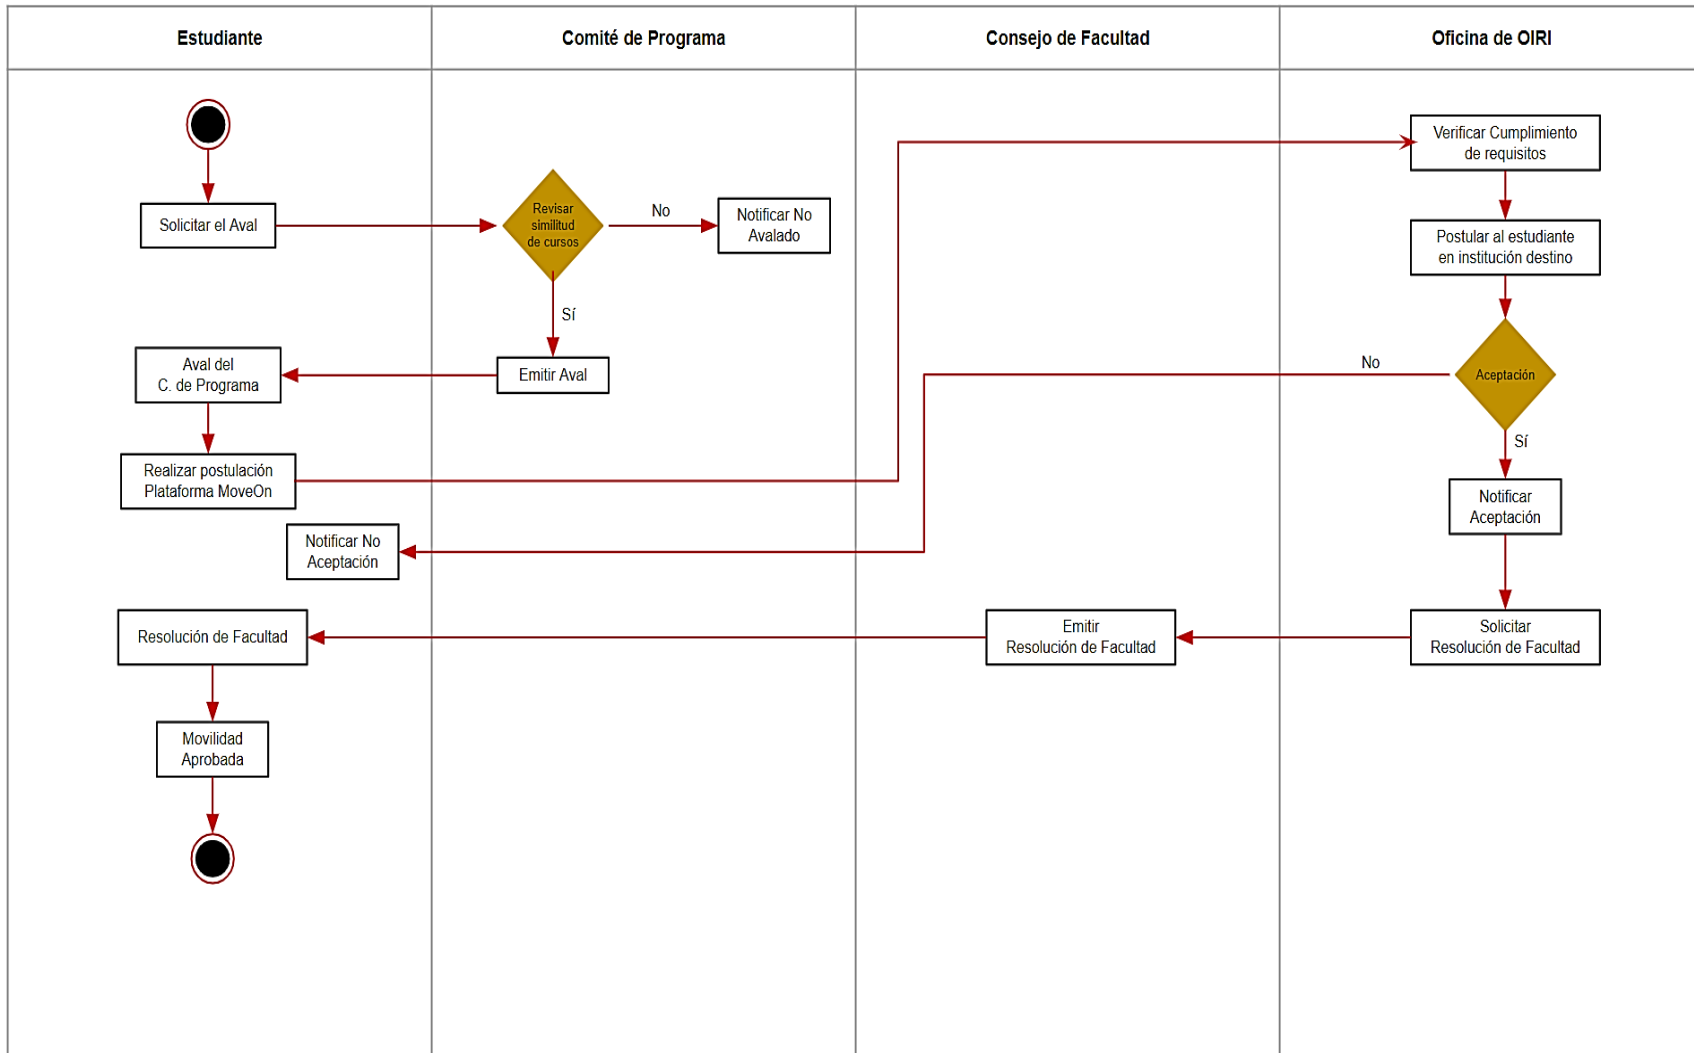 Estudiante
Comité de Programa
Consejo de Facultad
Oficina de OIRI
Solicitar el Aval
Revisar
similitud
de cursos
No
Notificar No
Avalado
Sí
Emitir Aval
Aval del
C. de Programa
Realizar postulación
Plataforma MoveOn
Verificar Cumplimiento
de requisitos
Postular al estudiante
en institución destino
Aceptación
No
Notificar No
Aceptación
Sí
Notificar
Aceptación
Solicitar
Resolución de Facultad
Emitir
Resolución de Facultad
Resolución de Facultad
Movilidad
Aprobada